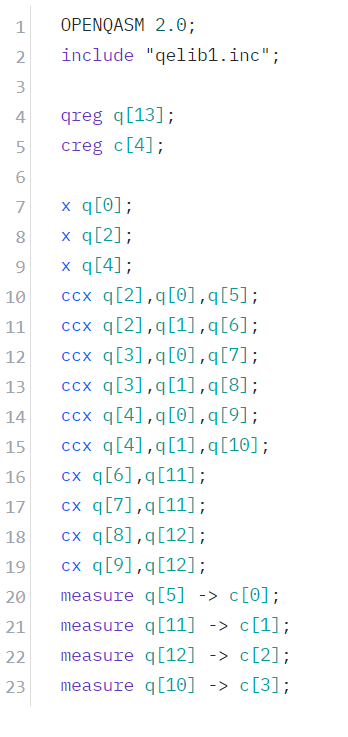 1 OPENQASM 2.0;
2 include "qelib1.inc";
3
4 qreg q[13];
5 creg c[4];
6
7 x q[0];
8 x q[2];
9 x q[4];
10 ccx q[2],q[0],q[5];
11 ccx q[2],q[1],q[6];
12 ccx q[3],q[0],q[7];
13 ccx q[3],q[1],q[8];
14 ccx q[4],q[0],q[9];
15 ccx q[4],q[1],q[10];
16 cx q[6],q[11];
17 cx q[7],q[11];
18 cx q[8],q[12];
19 cx q[9],q[12];
20 measure q[5] -> c[0];
21 measure q[11] -> c[1];
22 measure q[12] -> c[2];
23 measure q[10] -> c[3];